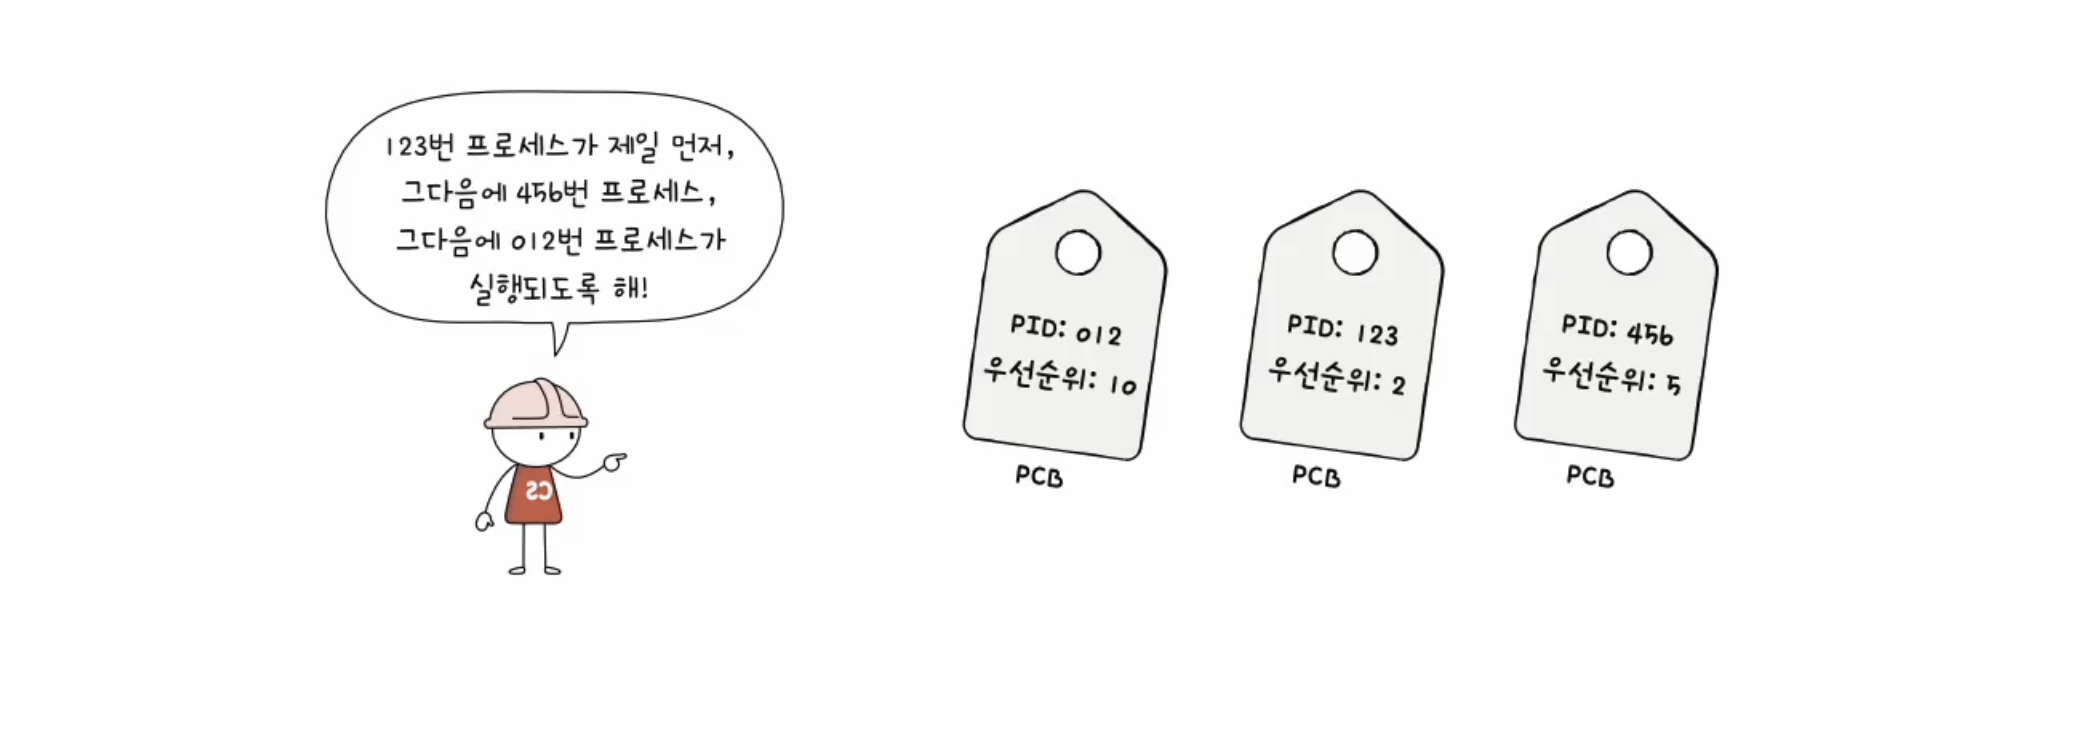 123번 프로세스가 제일 먼저,
그다음에 456번 프로세스,
그다음에 012번 프로세스가
실행되도록 해!
CS
PID: 012
우선순위: 10
PCB
PID: 123
우선순위: 2
PCB
PID: 456
우선순위: 5
PCB